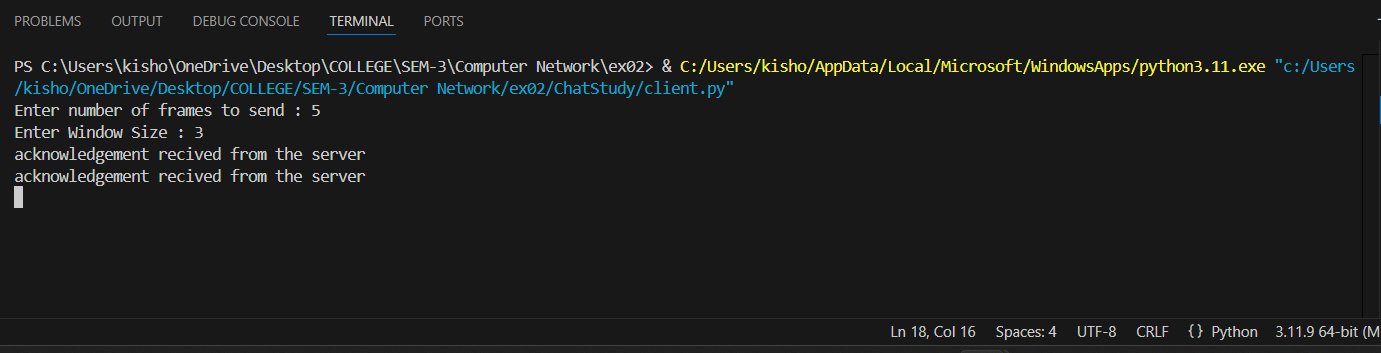 PROBLEMS OUTPUT DEBUG CONSOLE TERMINAL PORTS
PS C:\Users\kisho\OneDrive\Desktop\COLLEGE\SEM-3\Computer Network\ex02> & C:/Users/kisho/AppData/Local/Microsoft/WindowsApps/python3.11.exe "c:/Users
/kisho/OneDrive/Desktop/COLLEGE/SEM-3/Computer Network/ex02/ChatStudy/client.py"
Enter number of frames to send : 5
Enter Window Size : 3
acknowledgement recived from the server
acknowledgement recived from the server
Ln 18, Col 16 Spaces: 4 UTF-8 CRLF {} Python 3.11.9 64-bit (M